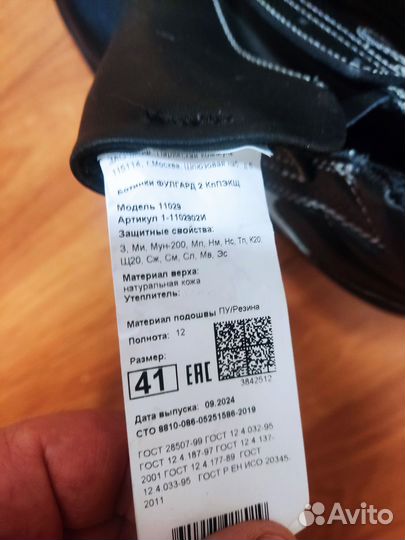 115114, г.Москва, Шлюзовая наб.,
Ботинки ФУЛГАРД 2 КпПЭКЩ
Модель 11029
Артикул 1-1102902И
Защитные свойства:
З, Ми, Мун-200, Мп, Нм, Нс, Тп, К20,
Щ20, Сж, См, Сл, Мв, Эс
Материал верха:
натуральная кожа
Утеплитель:
Материал подошвы ПУ/Резина
Полнота: 12
Размер:
41 EAC
3842512
Дата выпуска: 09.2024
СТО 8810-086-05251586-2019
ГОСТ 28507-99 ГОСТ 12.4.032-95
ГОСТ 12.4.187-97 ГОСТ 12.4.137-
2001 ГОСТ 12.4.177-89 ГОСТ
12.4.033-95 ГОСТ Р ЕН ИСО 20345-
2011
Avito